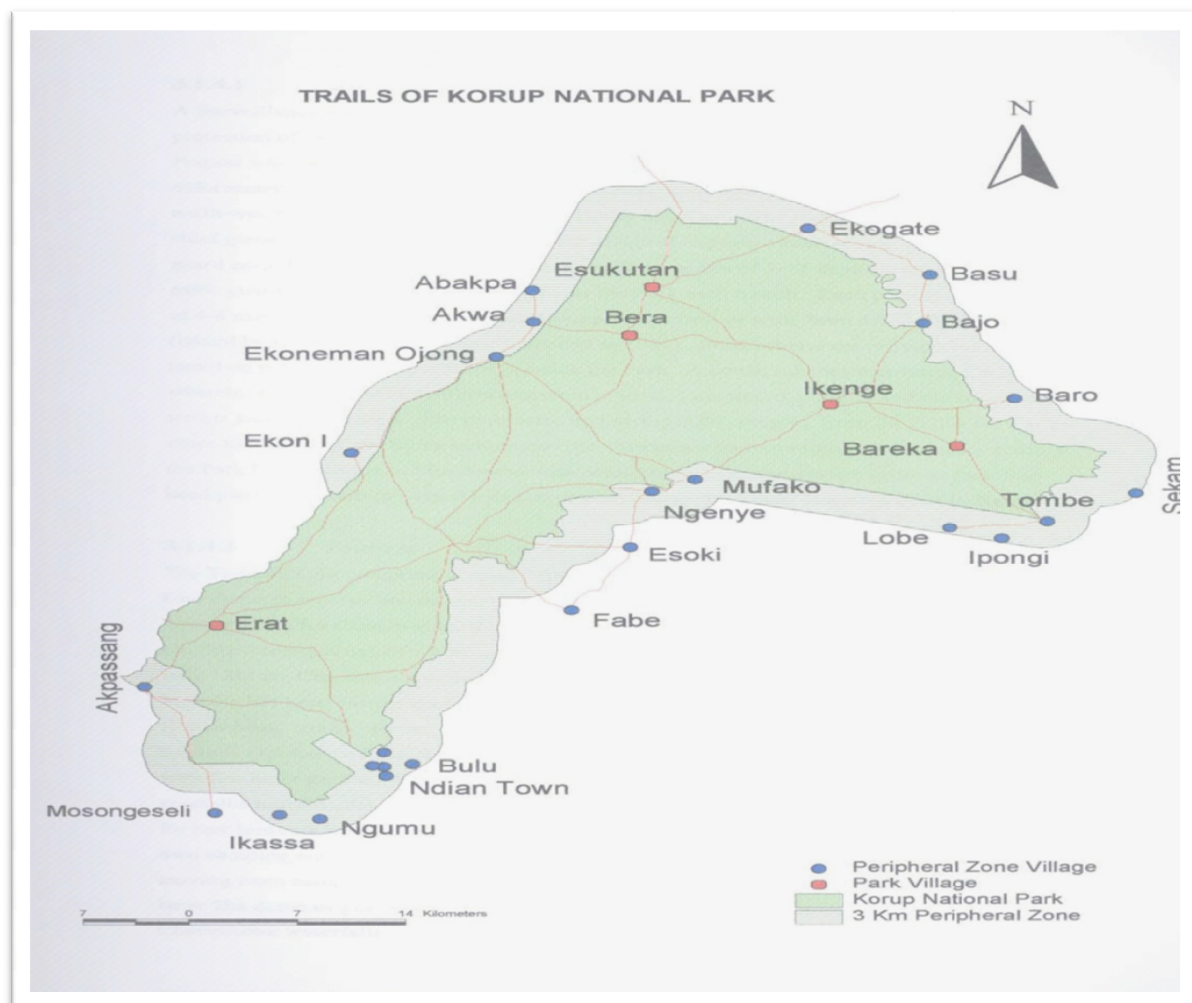 TRAILS OF KORUP NATIONAL PARK
N
Ekogate
Esukutan
Basu
Abakpa
Akwa
Bera
Bajo
Ekoneman Ojong
Ikenge
Baro
Ekon I
Bareka
Sekam
Mufako
Tombe
Ngenye
Lobe
Ipongi
Esoki
Fabe
Erat
Akpassang
Bulu
Ndian Town
Mosongeseli
Ngumu
Ikassa
Peripheral Zone Village
Park Village
Korup National Park
3 Km Peripheral Zone
7 0 7 14 Kilometers